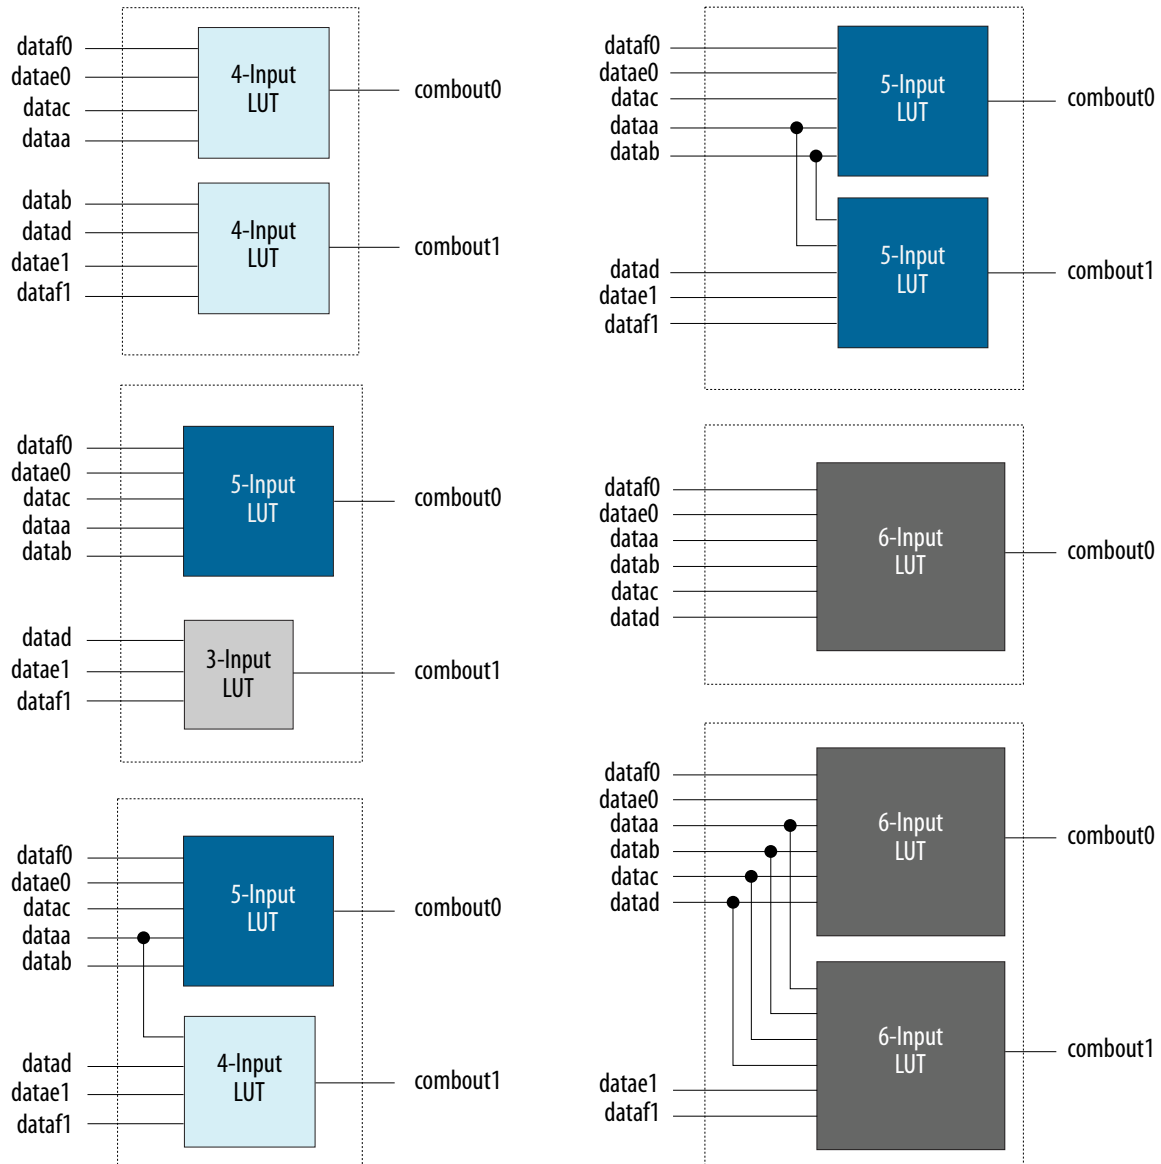 dataf0
datae0
datac
dataa
4-Input
LUT
combout0
datab
datad
datae1
dataf1
4-Input
LUT
combout1
dataf0
datae0
datac
dataa
datab
5-Input
LUT
combout0
datad
datae1
dataf1
3-Input
LUT
combout1
dataf0
datae0
datac
dataa
datab
5-Input
LUT
combout0
datad
datae1
dataf1
4-Input
LUT
combout1
dataf0
datae0
datac
dataa
datab
5-Input
LUT
combout0
datad
datae1
dataf1
5-Input
LUT
combout1
dataf0
datae0
dataa
datab
datac
datad
6-Input
LUT
combout0
dataf0
datae0
dataa
datab
datac
datad
6-Input
LUT
combout0
datae1
dataf1
6-Input
LUT
combout1